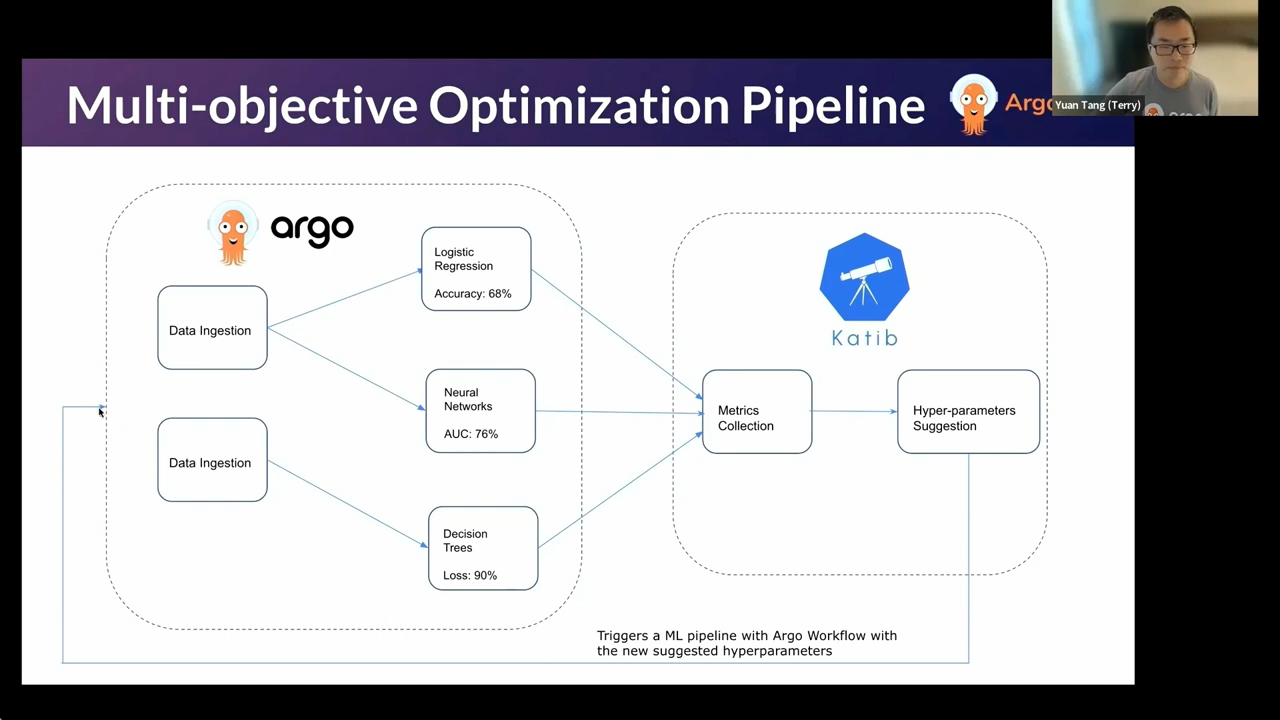 Multi-objective Optimization Pipeline
Argo
Yuan Tang (Terry)
argo
argo
Data Ingestion
Data Ingestion
Logistic
Regression
Accuracy: 68%
Neural
Networks
AUC: 76%
Decision
Trees
Loss: 90%
Katib
Metrics
Collection
Hyper-parameters
Suggestion
Triggers a ML pipeline with Argo Workflow with
the new suggested hyperparameters